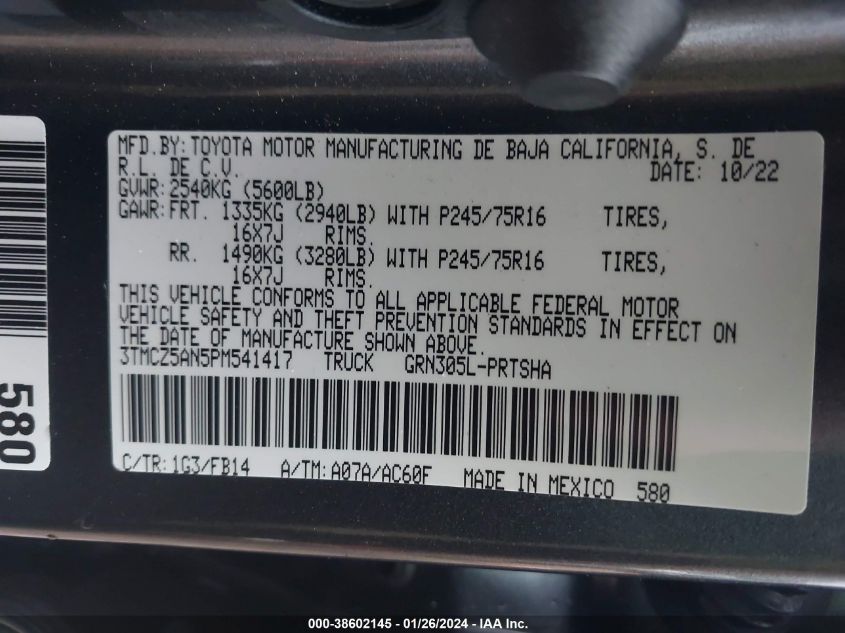 MFD.BY: TOYOTA MOTOR MANUFACTURING DE BAJA CALIFORNIA, S. DE
R.L. DE C.V. DATE: 10/22
GVWR: 2540KG (5600LB)
GAWR: FRT. 1335KG (2940LB) WITH P245/75R16 TIRES,
16X7J RIMS.
RR. 1490KG (3280LB) WITH P245/75R16 TIRES,
16X7J RIMS.
THIS VEHICLE CONFORMS TO ALL APPLICABLE FEDERAL MOTOR
VEHICLE SAFETY AND THEFT PREVENTION STANDARDS IN EFFECT ON
THE DATE OF MANUFACTURE SHOWN ABOVE.
3TMCZ5AN5PM541417 TRUCK GRN305L-PRTSHA
C/TR: 1G3/FB14 A/TM: A07A/AC60F MADE IN MEXICO 580
580
000-38602145 - 01/26/2024 - IAA Inc.